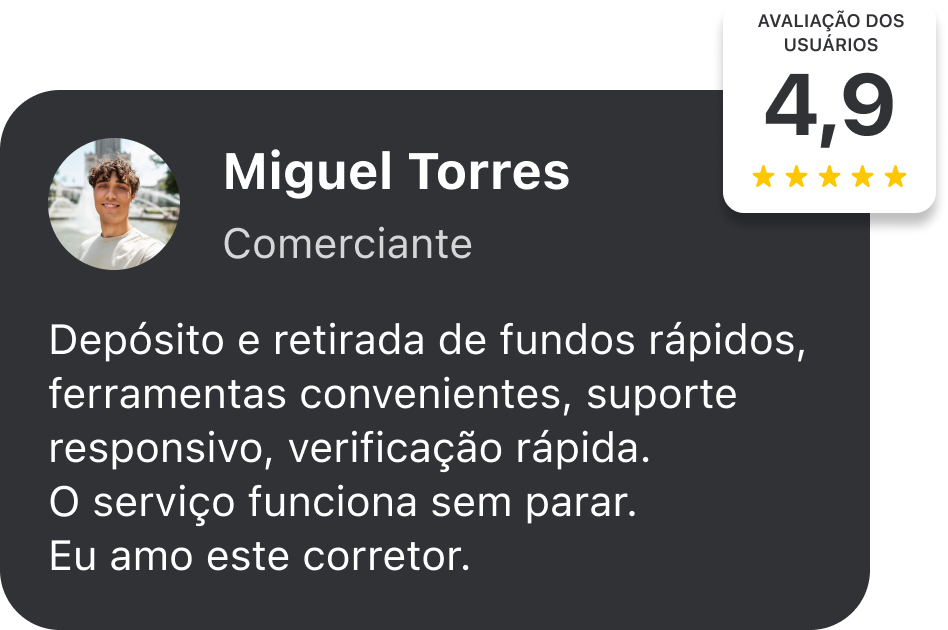 AVALIAÇÃO DOS
USUÁRIOS
4,9
Miguel Torres
Comerciante
Depósito e retirada de fundos rápidos,
ferramentas convenientes, suporte
responsivo, verificação rápida.
O serviço funciona sem parar.
Eu amo este corretor.